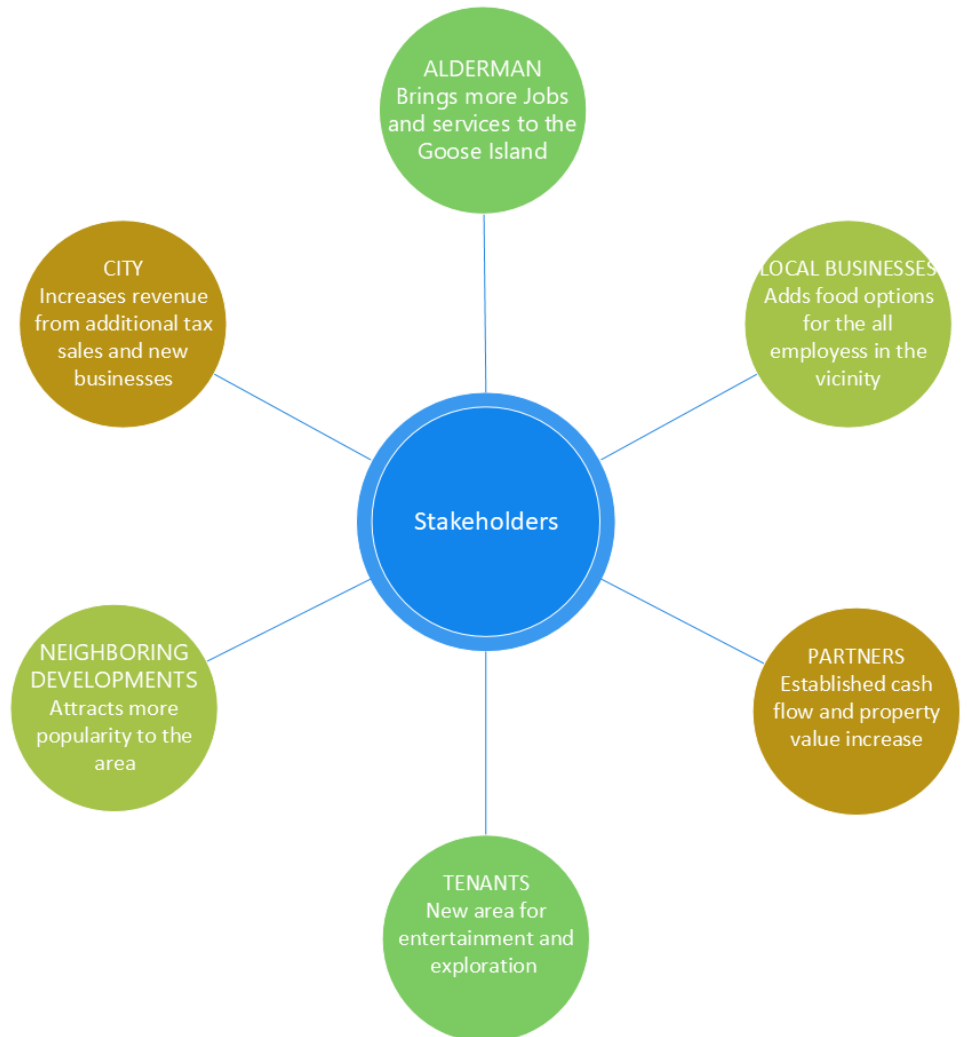 ALDERMAN
Brings more Jobs
and services to the
Goose Island
CITY
Increases revenue
from additional tax
sales and new
businesses
LOCAL BUSINESSES
Adds food options
for the all
employess in the
vicinity
Stakeholders
NEIGHBORING
DEVELOPMENTS
Attracts more
popularity to the
area
PARTNERS
Established cash
flow and property
value increase
TENANTS
New area for
entertainment and
exploration